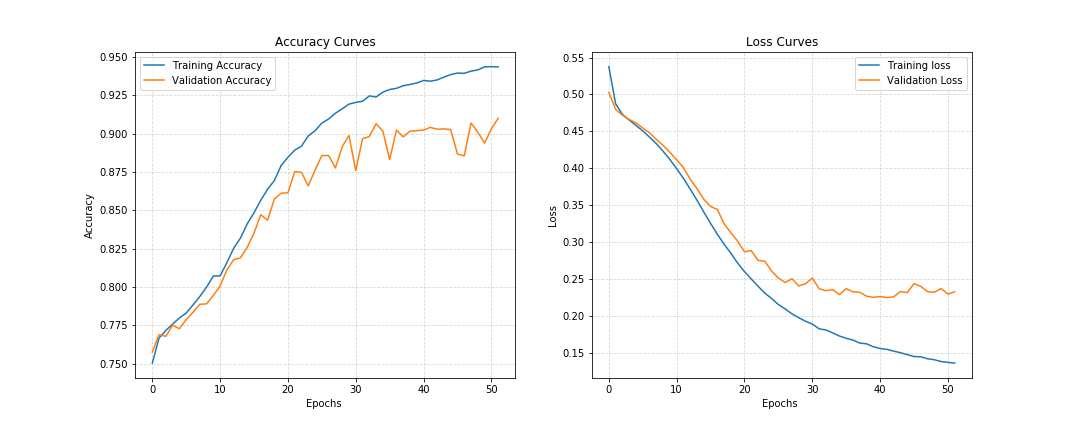 Accuracy Curves
0.950
0.925
0.900
0.875
0.850
0.825
0.800
0.775
0.750
Accuracy
Training Accuracy
Validation Accuracy
0 10 20 30 40 50
Epochs
Loss Curves
0.55
0.50
0.45
0.40
0.35
0.30
0.25
0.20
0.15
Loss
Training loss
Validation Loss
0 10 20 30 40 50
Epochs